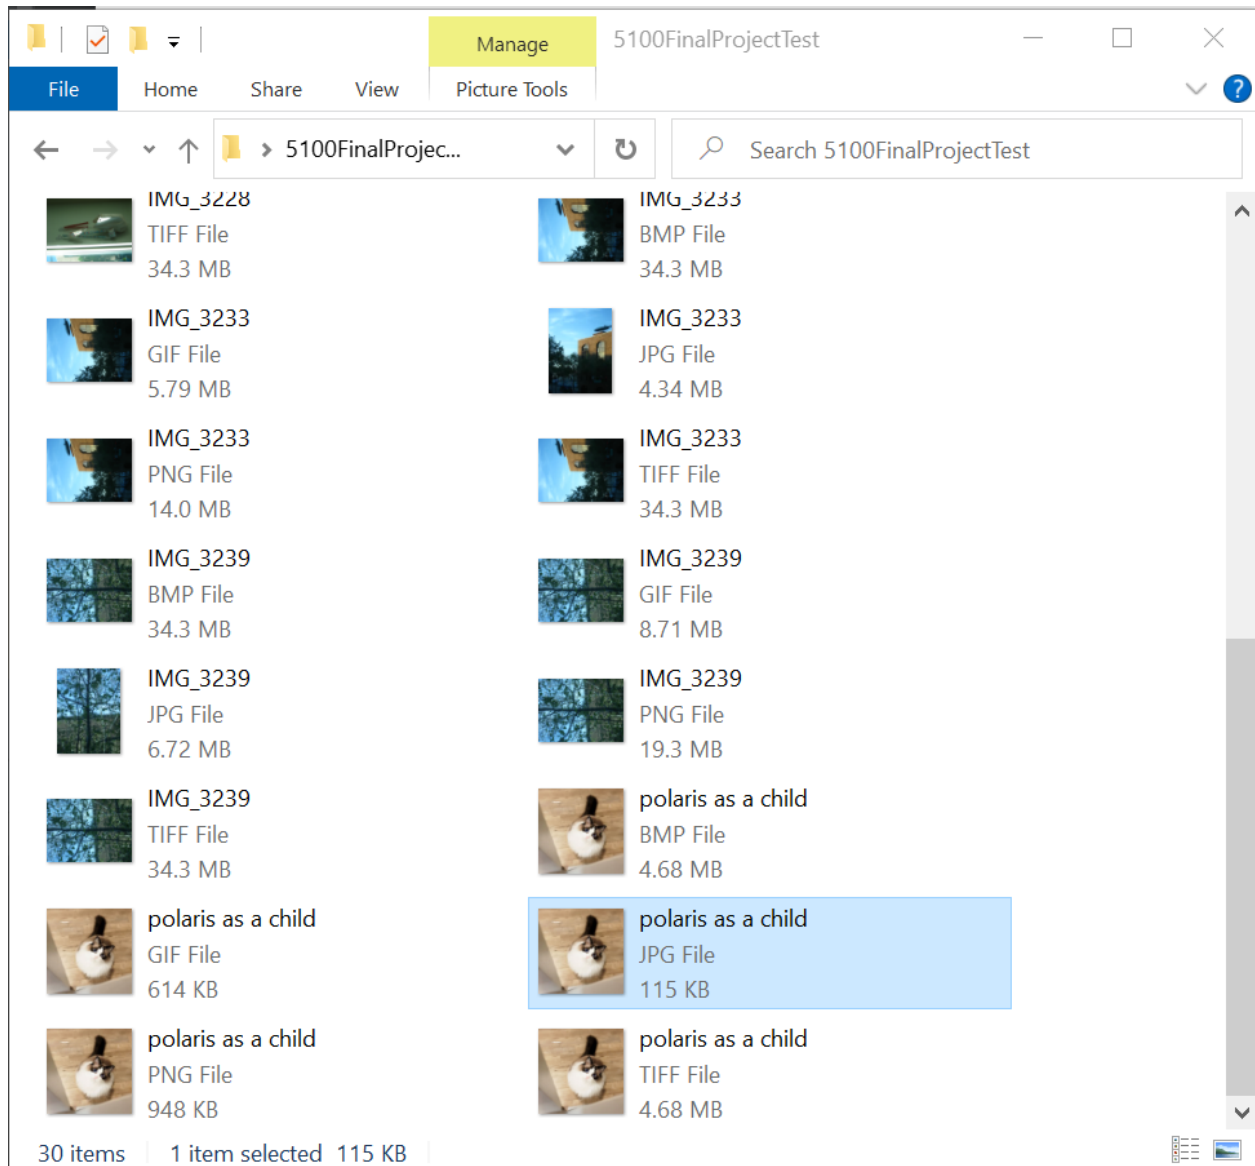 Manage
5100FinalProjectTest
File
Home
Share
View
Picture Tools
?
5100FinalProjec...
Search 5100FinalProjectTest
IMG_3228
TIFF File
34.3 MB
IMG_3233
BMP File
34.3 MB
IMG_3233
GIF File
5.79 MB
IMG_3233
JPG File
4.34 MB
IMG_3233
PNG File
14.0 MB
IMG_3233
TIFF File
34.3 MB
IMG_3239
BMP File
34.3 MB
IMG_3239
GIF File
8.71 MB
IMG_3239
JPG File
6.72 MB
IMG_3239
PNG File
19.3 MB
IMG_3239
TIFF File
34.3 MB
polaris as a child
BMP File
4.68 MB
polaris as a child
GIF File
614 KB
polaris as a child
JPG File
115 KB
polaris as a child
PNG File
948 KB
polaris as a child
TIFF File
4.68 MB
30 items
1 item selected 115 KB